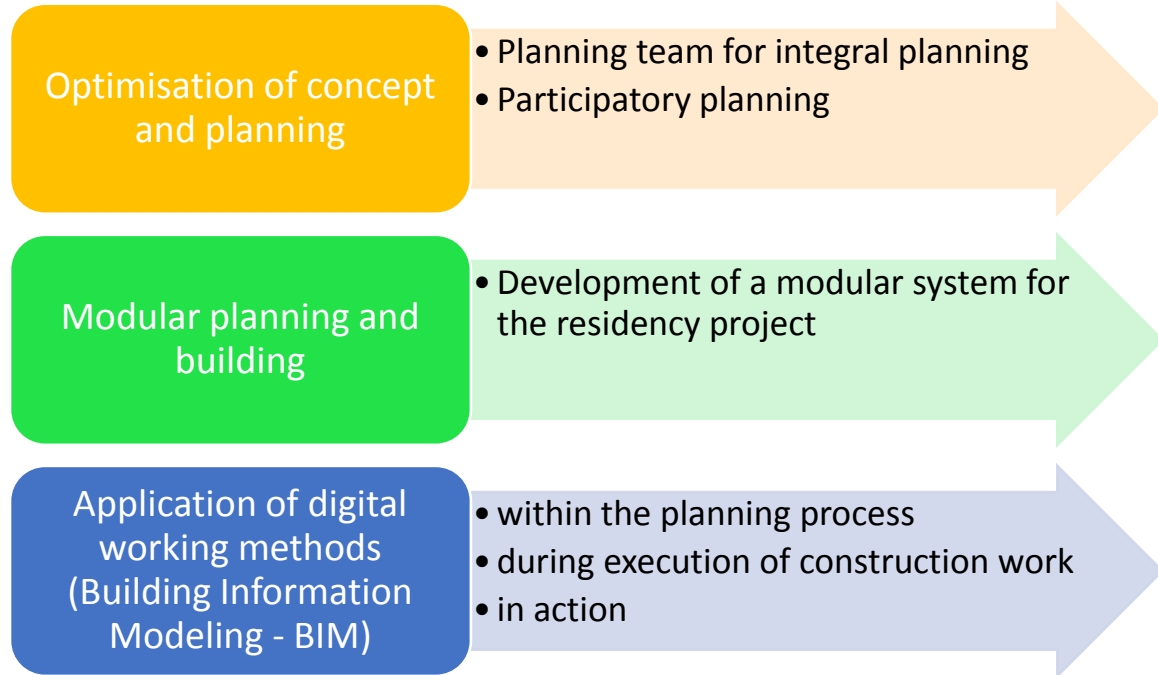 Optimisation of concept
and planning
• Planning team for integral planning
• Participatory planning
Modular planning and
building
• Development of a modular system for
the residency project
Application of digital
working methods
(Building Information
Modeling - BIM)
• within the planning process
• during execution of construction work
• in action